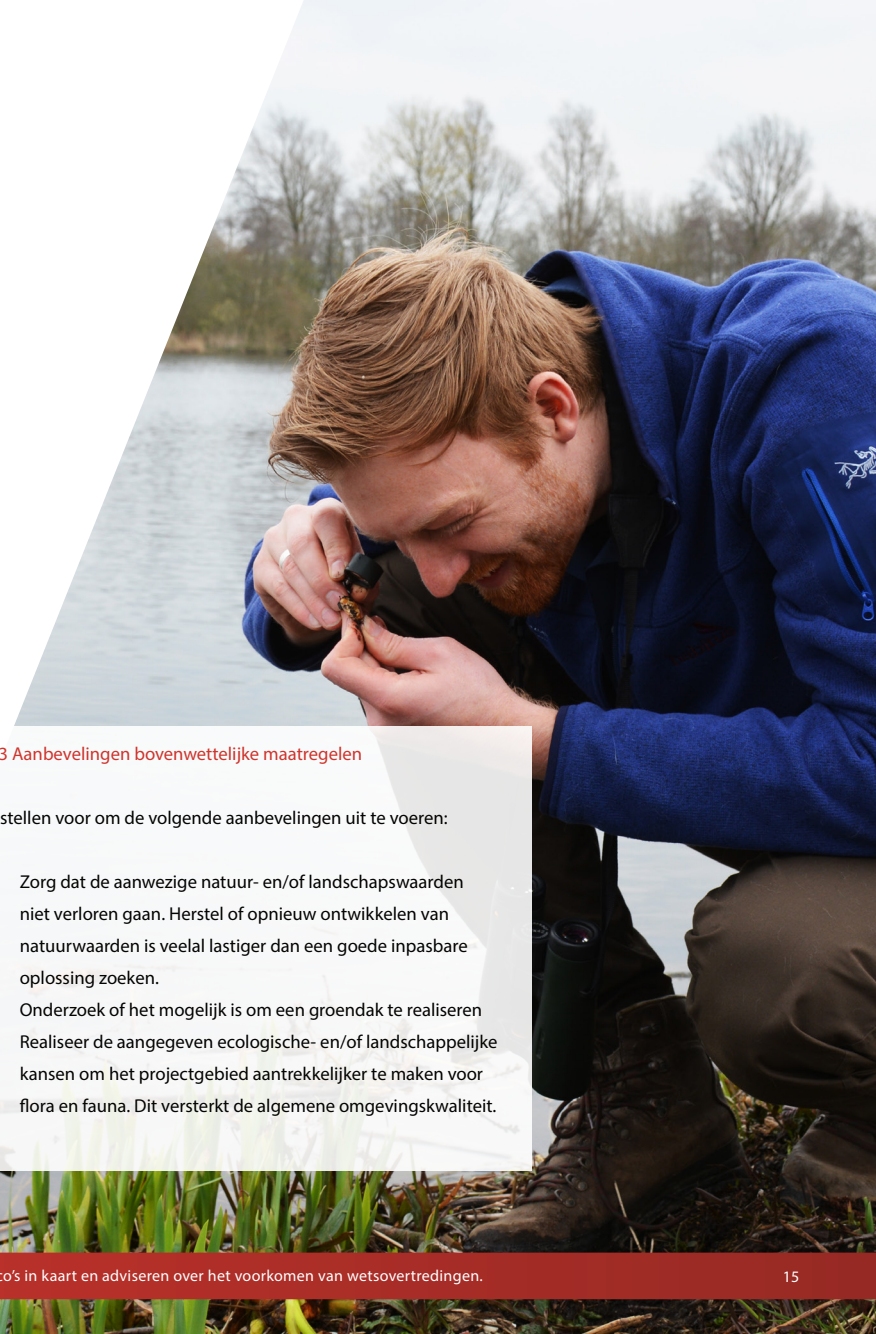 3 Aanbevelingen bovenwettelijke maatregelen
stellen voor om de volgende aanbevelingen uit te voeren:
Zorg dat de aanwezige natuur- en/of landschapswaarden
niet verloren gaan. Herstel of opnieuw ontwikkelen van
natuurwaarden is veelal lastiger dan een goede inpasbare
oplossing zoeken.
Onderzoek of het mogelijk is om een groendak te realiseren
Realiseer de aangegeven ecologische- en/of landschappelijke
kansen om het projectgebied aantrekkelijker te maken voor
flora en fauna. Dit versterkt de algemene omgevingskwaliteit.
co's in kaart en adviseren over het voorkomen van wetsovertredingen.
15